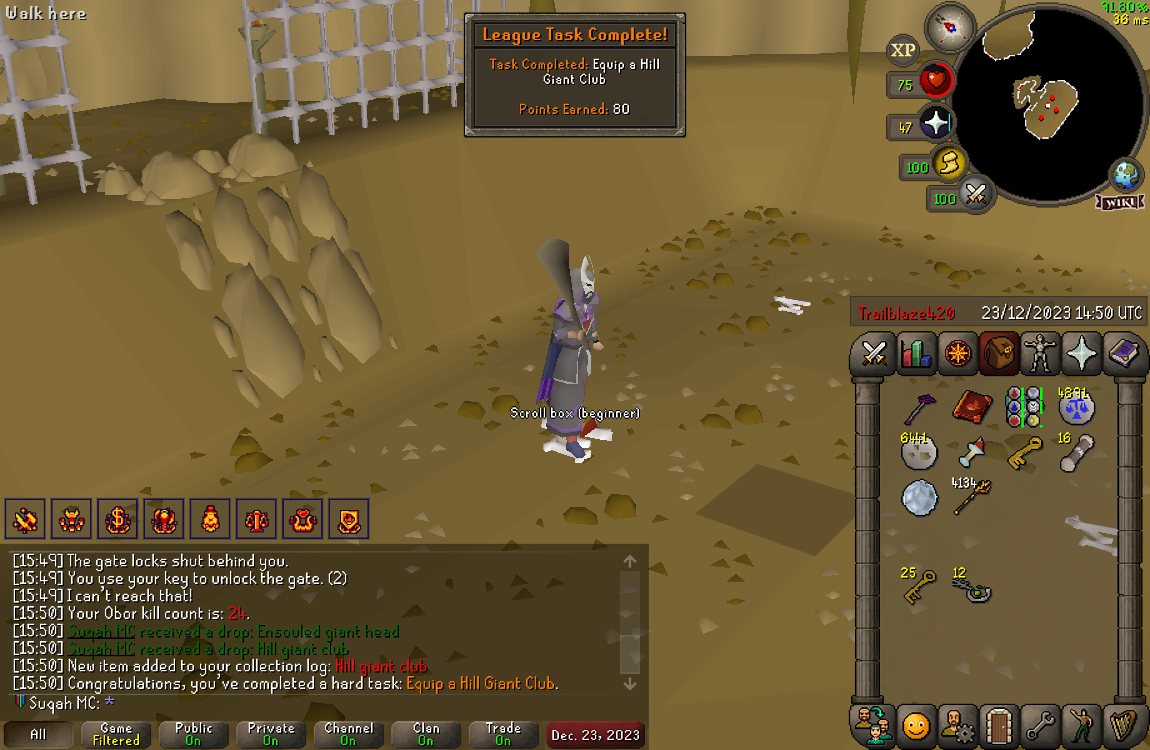 Walk here
League Task Complete!
Task Completed: Equip a Hill
Giant Club
Points Earned: 80
91.80%
36 ms
XP
75
47
100
100
WIKI
Trailblaze420
23/12/2023 14:50 UTC
4891
6441
16
4134
25
12
Scroll box (beginner)
[15:49] The gate locks shut behind you.
[15:49] You use your key to unlock the gate. (2)
[15:49] I can't reach that!
[15:50] Your Obor kill count is: 24.
[15:50] Suqah MC received a drop: Ensouled giant head
[15:50] Suqah MC received a drop: Hill giant club
[15:50] New item added to your collection log: Hill giant club
[15:50] Congratulations, you've completed a hard task: Equip a Hill Giant Club.
Suqah MC: *
All
Game
Filtered
Public
On
Private
On
Channel
On
Clan
On
Trade
On
Dec. 23, 2023